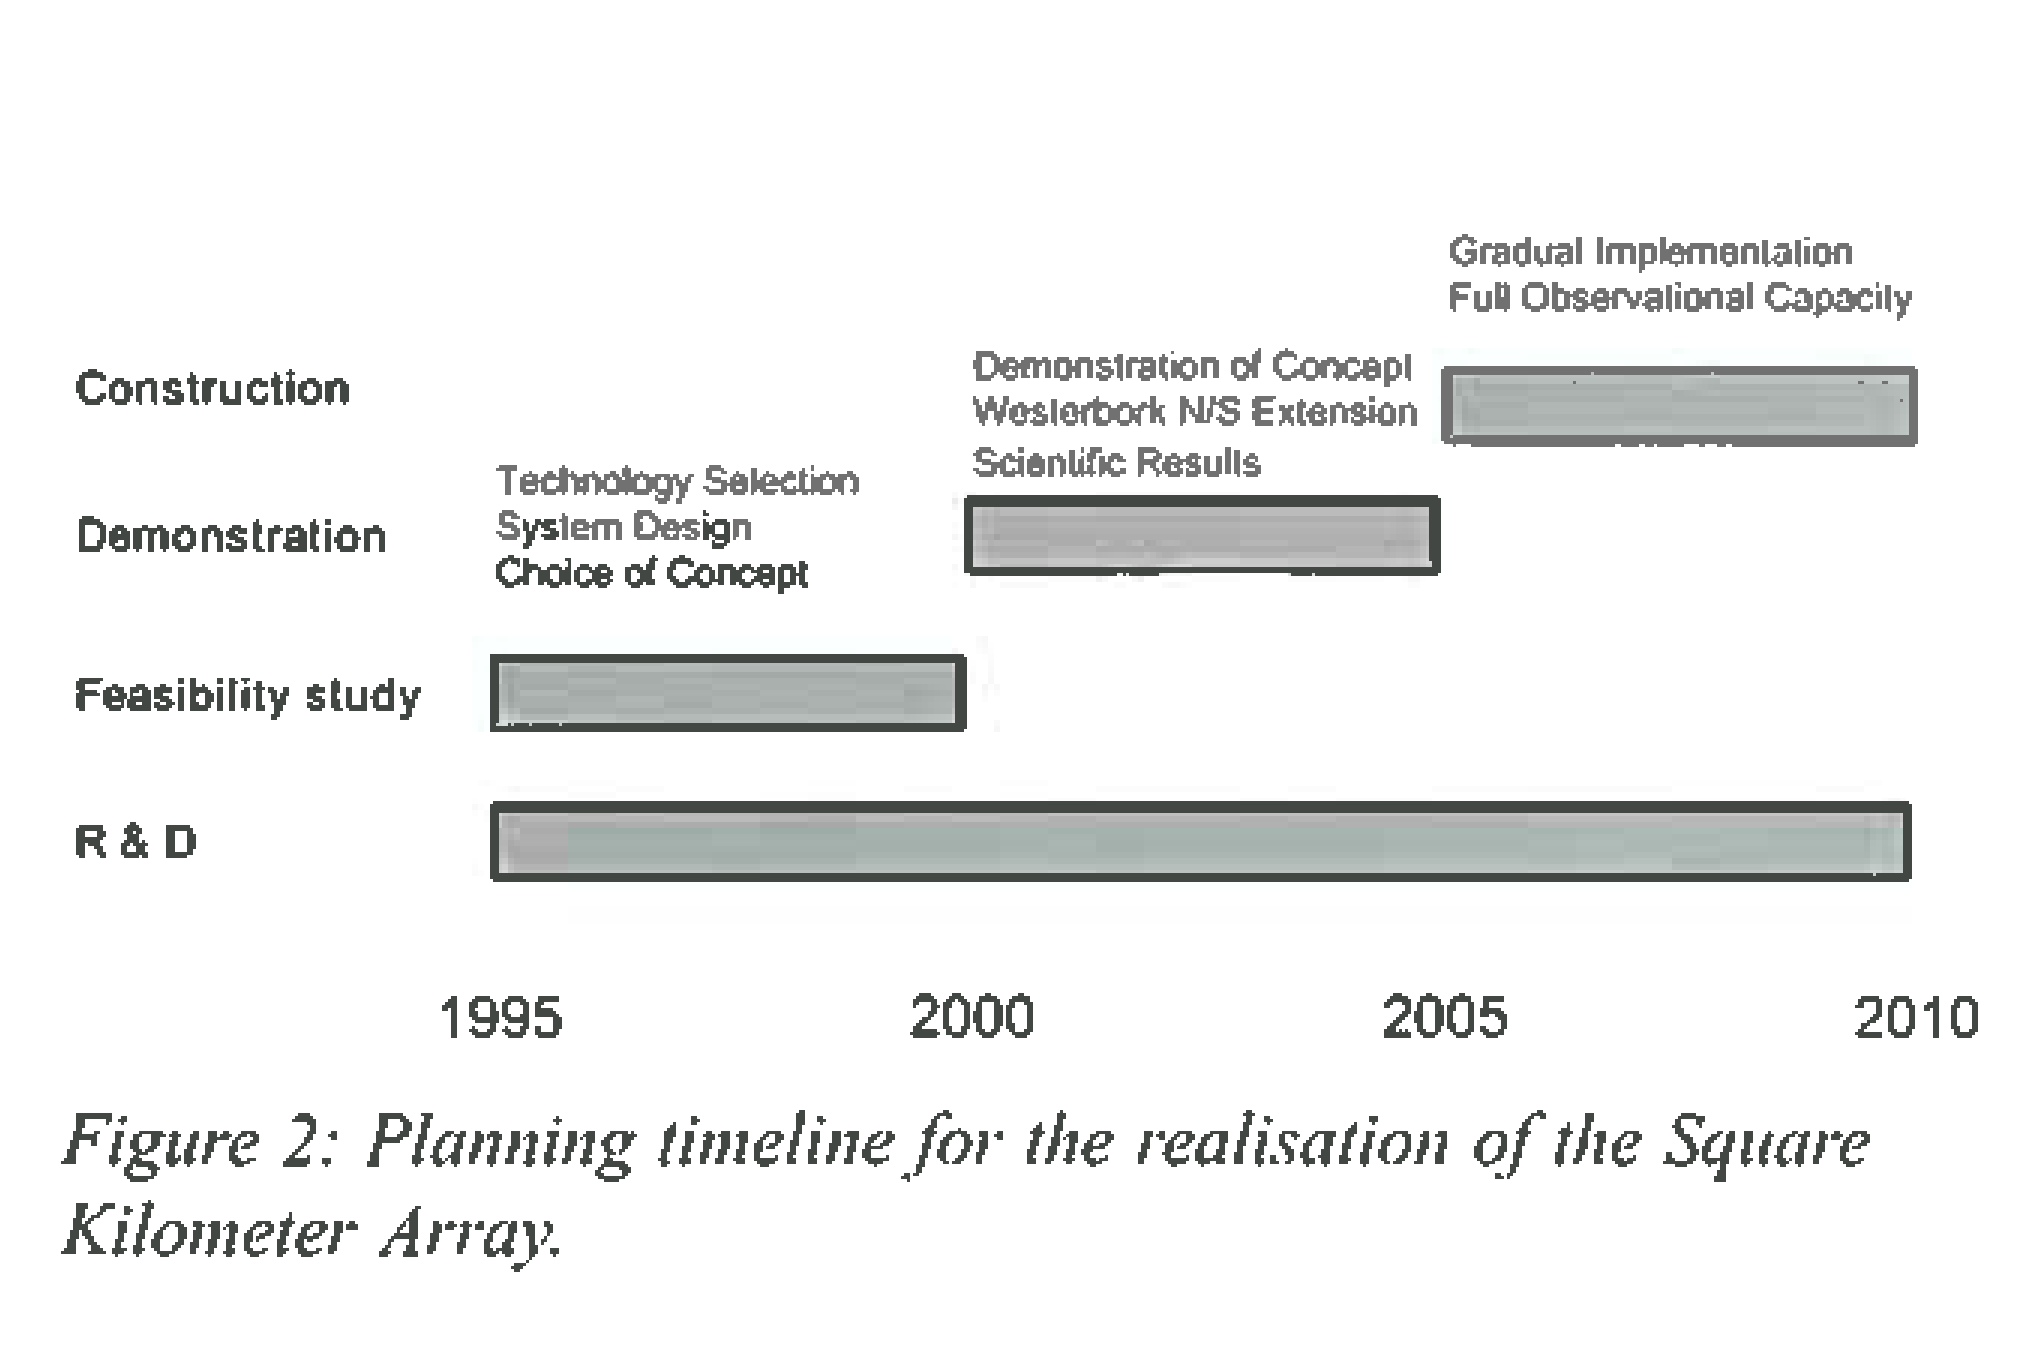 Gradual Implementation
Full Observational Capacity
Construction
Demonstration of Concept
Westerbork N/S Extension
Scientific Results
Demonstration
Technology Selection
System Design
Choice of Concept
Feasibility study
R & D
1995 2000 2005 2010
Figure 2: Planning timeline for the realisation of the Square
Kilometer Array.